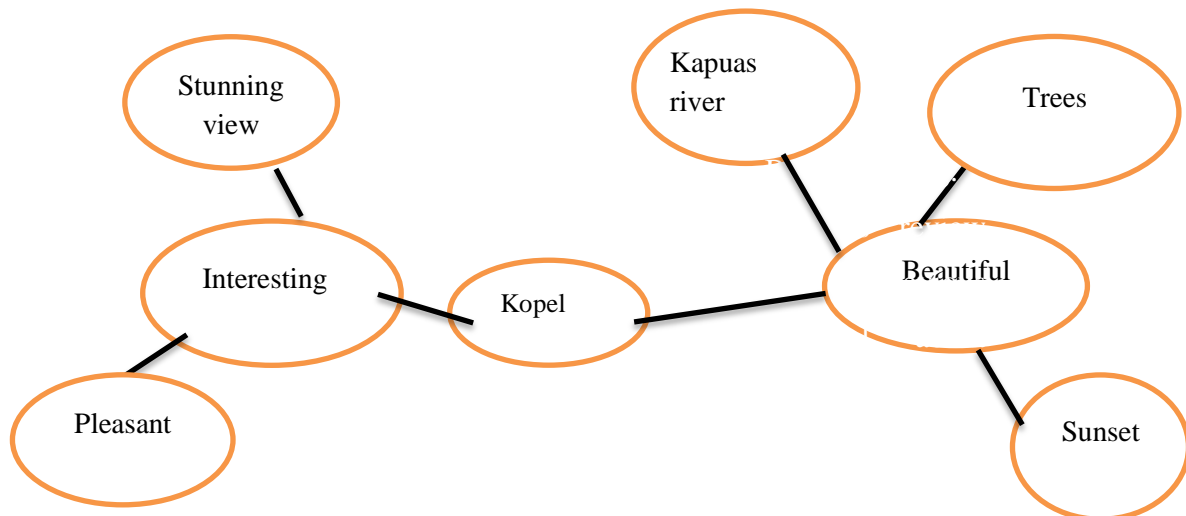 Stunning
view
Kapuas
river
Trees
Interesting
Kopel
Beautiful
Pleasant
Sunset